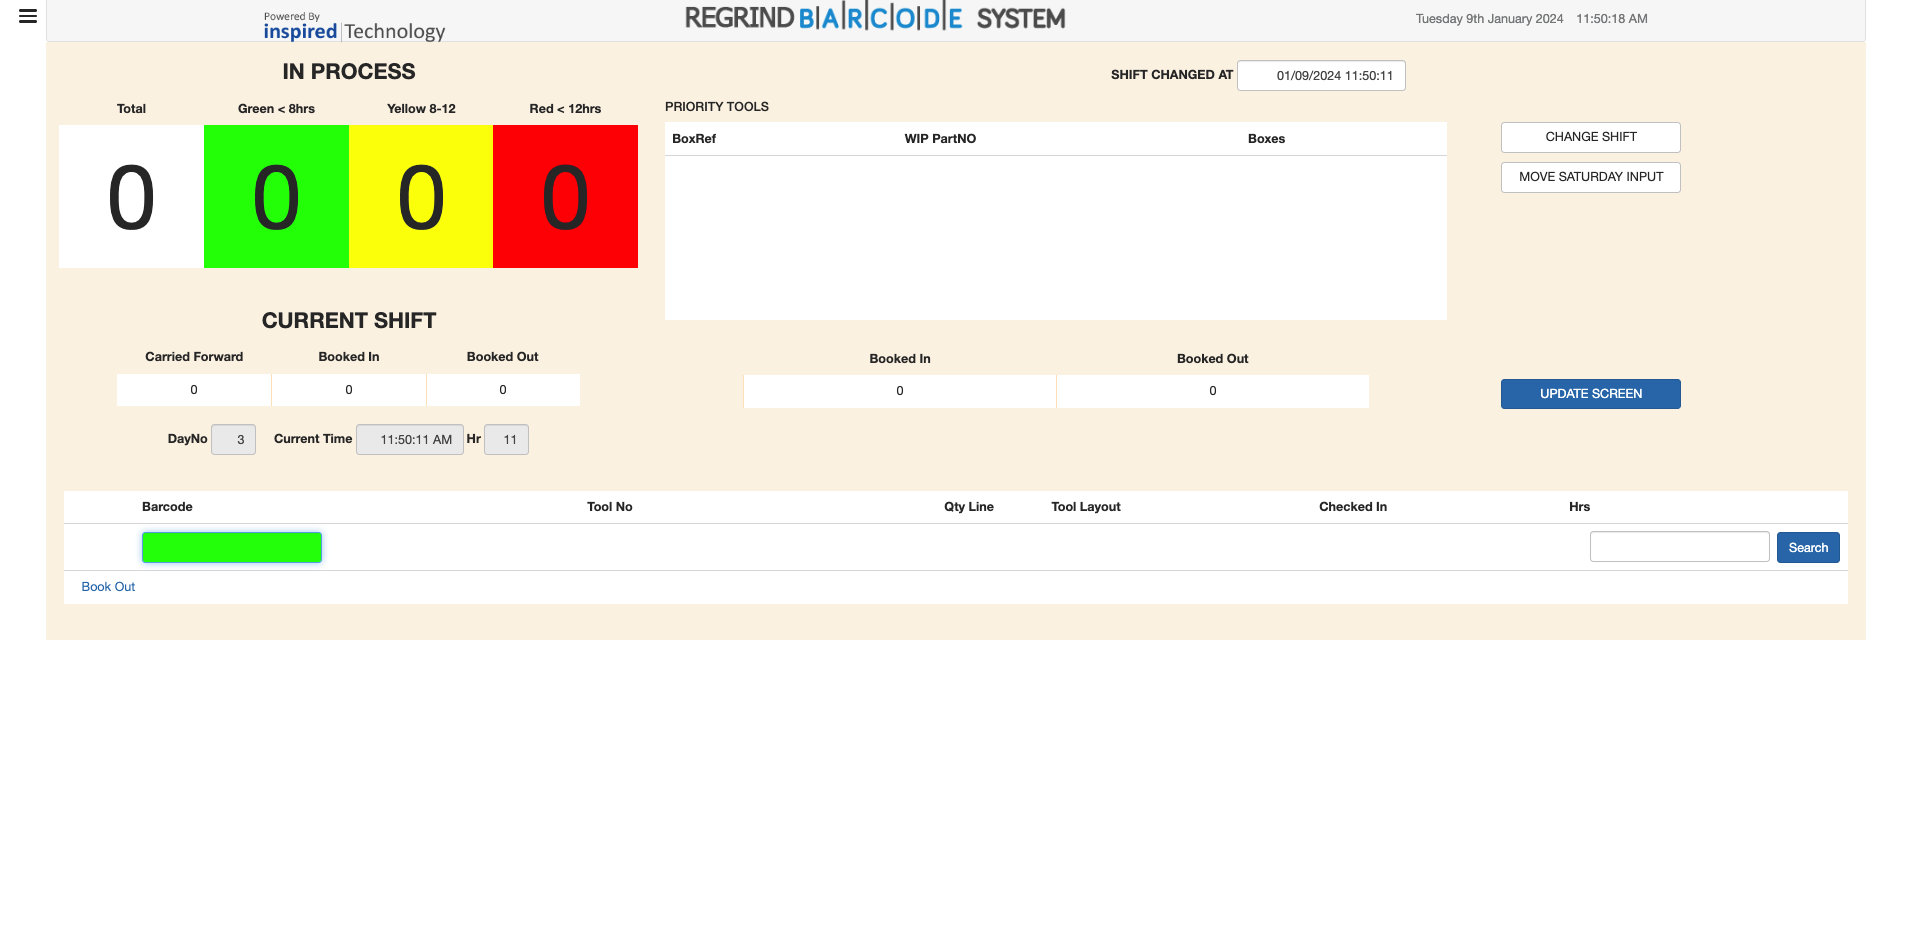 Powered By
inspired Technology
REGRIND BARCODE SYSTEM
Tuesday 9th January 2024 11:50:18 AM
IN PROCESS
SHIFT CHANGED AT 01/09/2024 11:50:11
Total Green < 8hrs Yellow 8-12 Red < 12hrs
0 0 0 0
PRIORITY TOOLS
BoxRef WIP PartNO Boxes
CHANGE SHIFT
MOVE SATURDAY INPUT
CURRENT SHIFT
Carried Forward Booked In Booked Out
0 0 0
Booked In Booked Out
0 0
UPDATE SCREEN
DayNo 3 Current Time 11:50:11 AM Hr 11
Barcode Tool No Qty Line Tool Layout Checked In Hrs
Search
Book Out